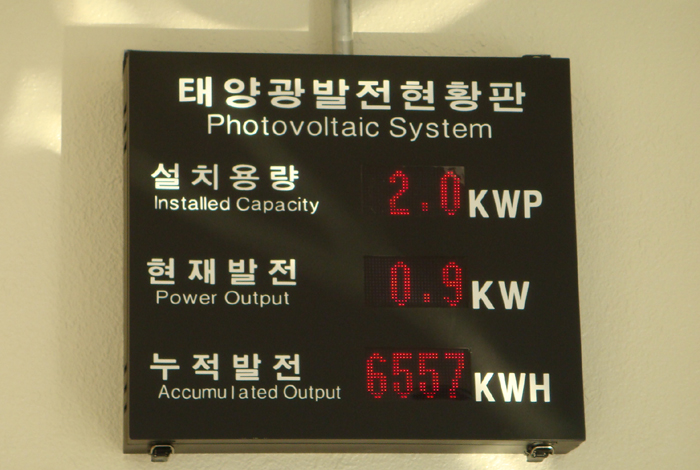 태양광발전현황판
Photovoltaic System
설치용량 2.0 KWP
Installed Capacity
현재발전 0.9 KW
Power Output
누적발전 6557 KWH
Accumulated Output